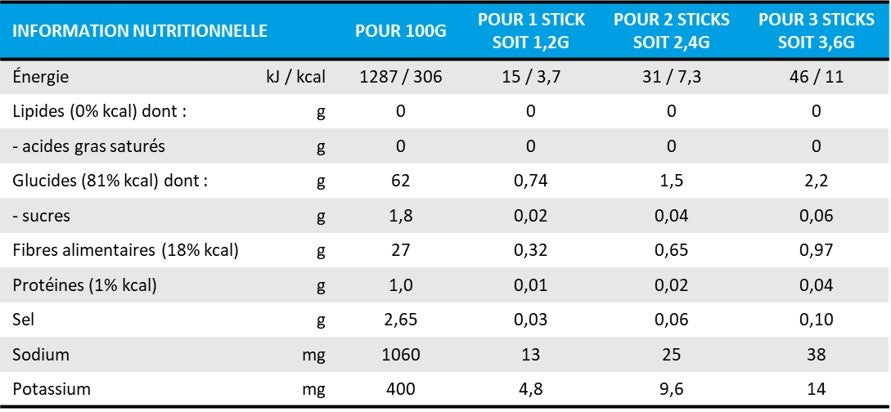 INFORMATION NUTRITIONNELLE POUR 100G POUR 1 STICK SOIT 1,2G POUR 2 STICKS SOIT 2,4G POUR 3 STICKS SOIT 3,6G
Énergie kJ / kcal 1287 / 306 15 / 3,7 31 / 7,3 46 / 11
Lipides (0% kcal) dont : g 0 0 0 0
- acides gras saturés g 0 0 0 0
Glucides (81% kcal) dont : g 62 0,74 1,5 2,2
- sucres g 1,8 0,02 0,04 0,06
Fibres alimentaires (18% kcal) g 27 0,32 0,65 0,97
Protéines (1% kcal) g 1,0 0,01 0,02 0,04
Sel g 2,65 0,03 0,06 0,10
Sodium mg 1060 13 25 38
Potassium mg 400 4,8 9,6 14